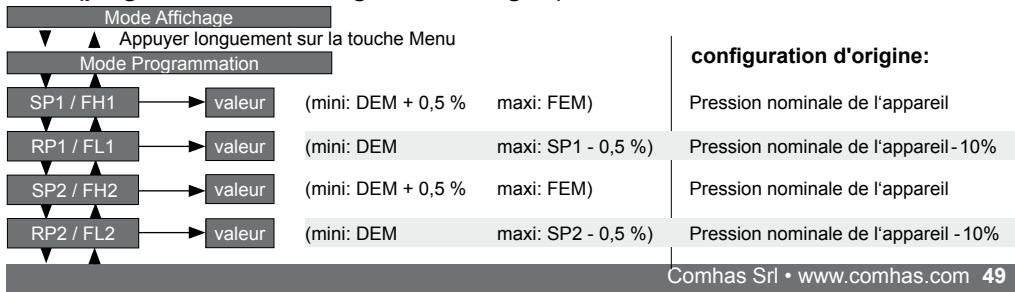 Mode Affichage
Appuyer longuement sur la touche Menu
Mode Programmation
configuration d'origine:
SP1 / FH1 valeur (mini: DEM + 0,5 % maxi: FEM) Pression nominale de l‘appareil
RP1 / FL1 valeur (mini: DEM maxi: SP1 - 0,5 %) Pression nominale de l‘appareil - 10%
SP2 / FH2 valeur (mini: DEM + 0,5 % maxi: FEM) Pression nominale de l‘appareil
RP2 / FL2 valeur (mini: DEM maxi: SP2 - 0,5 %) Pression nominale de l‘appareil - 10%
Comhas Srl • www.comhas.com 49